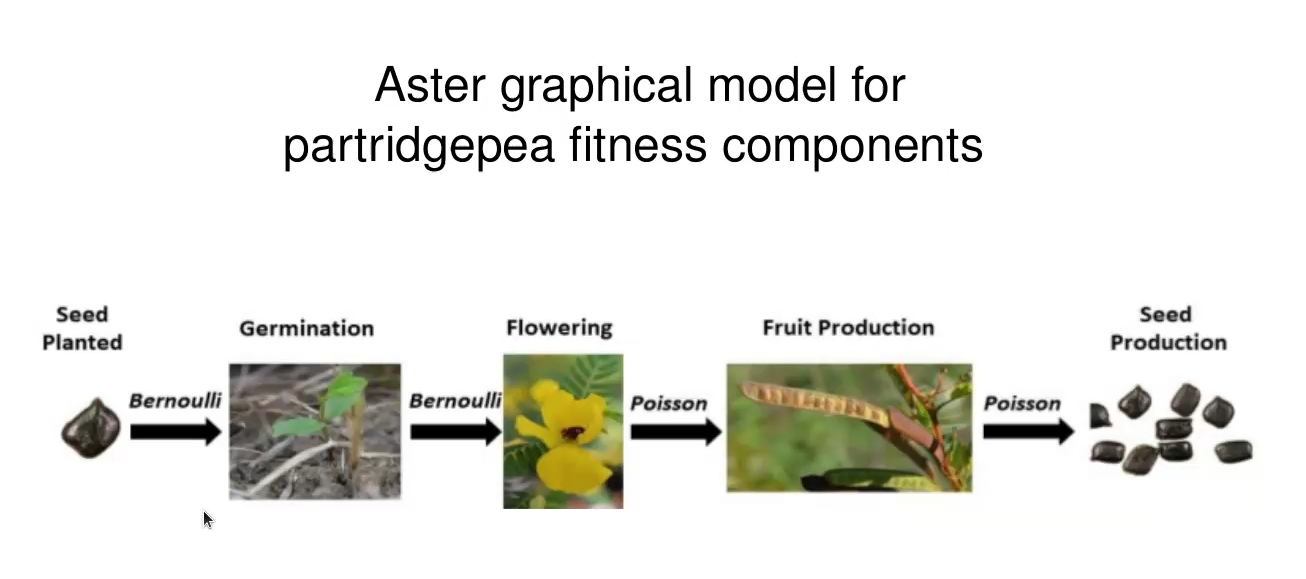 Aster graphical model for
partridgepea fitness components
Seed
Planted
Germination
Flowering
Fruit Production
Seed
Production
Bernoulli
Bernoulli
Poisson
Poisson